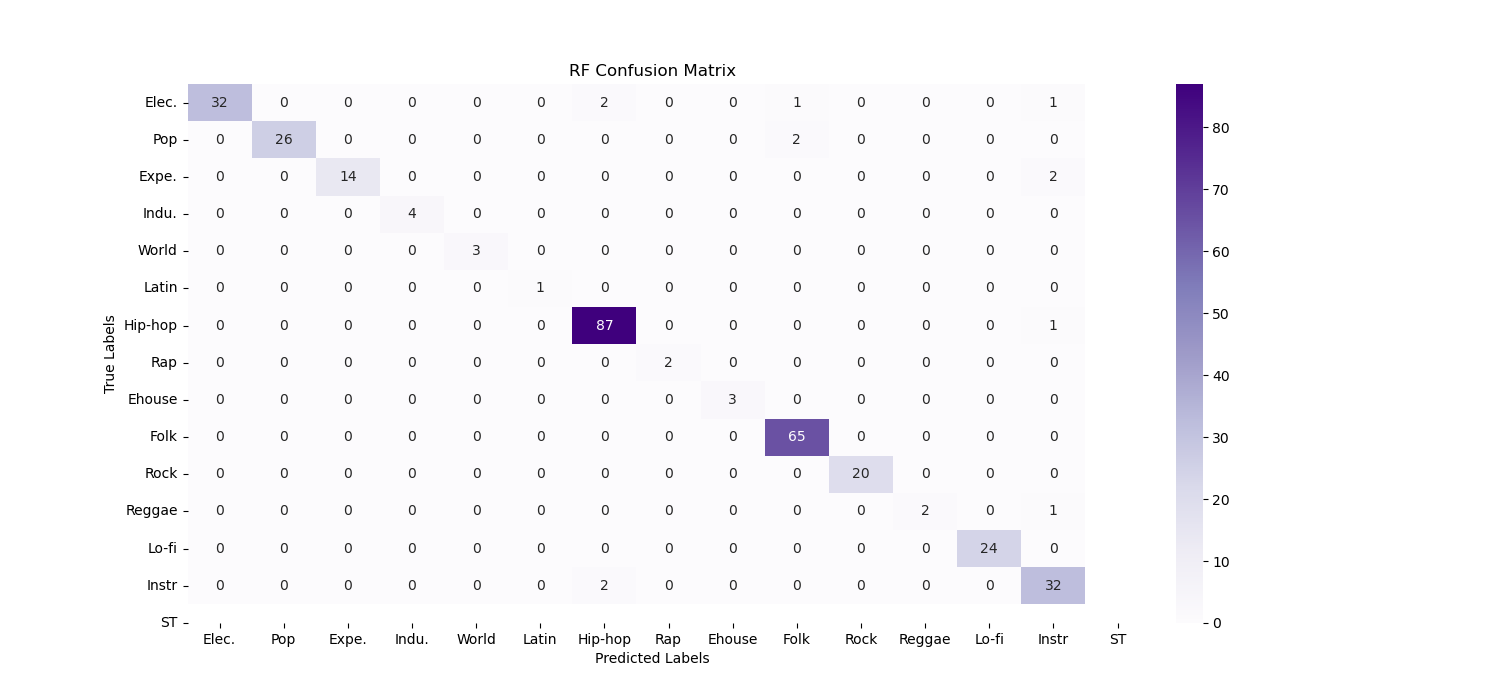 RF Confusion Matrix
Elec. 32 0 0 0 0 0 2 0 0 1 0 0 0 1
Pop 0 26 0 0 0 0 0 0 0 2 0 0 0 0
Expe. 0 0 14 0 0 0 0 0 0 0 0 0 0 2
Indu. 0 0 0 4 0 0 0 0 0 0 0 0 0 0
World 0 0 0 0 3 0 0 0 0 0 0 0 0 0
Latin 0 0 0 0 0 1 0 0 0 0 0 0 0 0
Hip-hop 0 0 0 0 0 0 87 0 0 0 0 0 0 1
Rap 0 0 0 0 0 0 0 2 0 0 0 0 0 0
Ehouse 0 0 0 0 0 0 0 0 3 0 0 0 0 0
Folk 0 0 0 0 0 0 0 0 0 65 0 0 0 0
Rock 0 0 0 0 0 0 0 0 0 0 20 0 0 0
Reggae 0 0 0 0 0 0 0 0 0 0 0 2 0 1
Lo-fi 0 0 0 0 0 0 0 0 0 0 0 0 24 0
Instr 0 0 0 0 0 0 2 0 0 0 0 0 0 32
ST
Elec. Pop Expe. Indu. World Latin Hip-hop Rap Ehouse Folk Rock Reggae Lo-fi Instr ST
Predicted Labels
True Labels
80
70
60
50
40
30
20
10
0